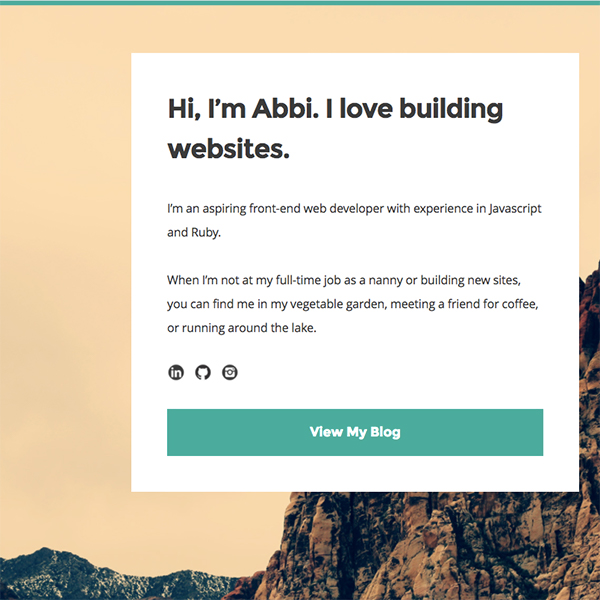 Hi, I’m Abbi. I love building
websites.
I’m an aspiring front-end web developer with experience in Javascript
and Ruby.
When I’m not at my full-time job as a nanny or building new sites,
you can find me in my vegetable garden, meeting a friend for coffee,
or running around the lake.
in
View My Blog